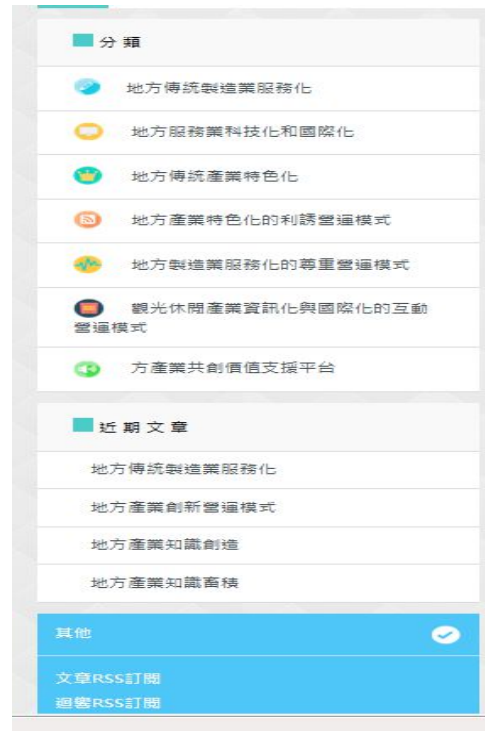 分類
地方傳統製造業服務化
地方服務業科技化和國際化
地方傳統產業特色化
地方產業特色化的利誘營運模式
地方製造業服務化的尊重營運模式
觀光休閒產業資訊化與國際化的互動
營運模式
方產業共創價值支援平台
近期文章
地方傳統製造業服務化
地方產業創新營運模式
地方產業知識創造
地方產業知識畜積
其他
文章RSS訂閱
迴響RSS訂閱